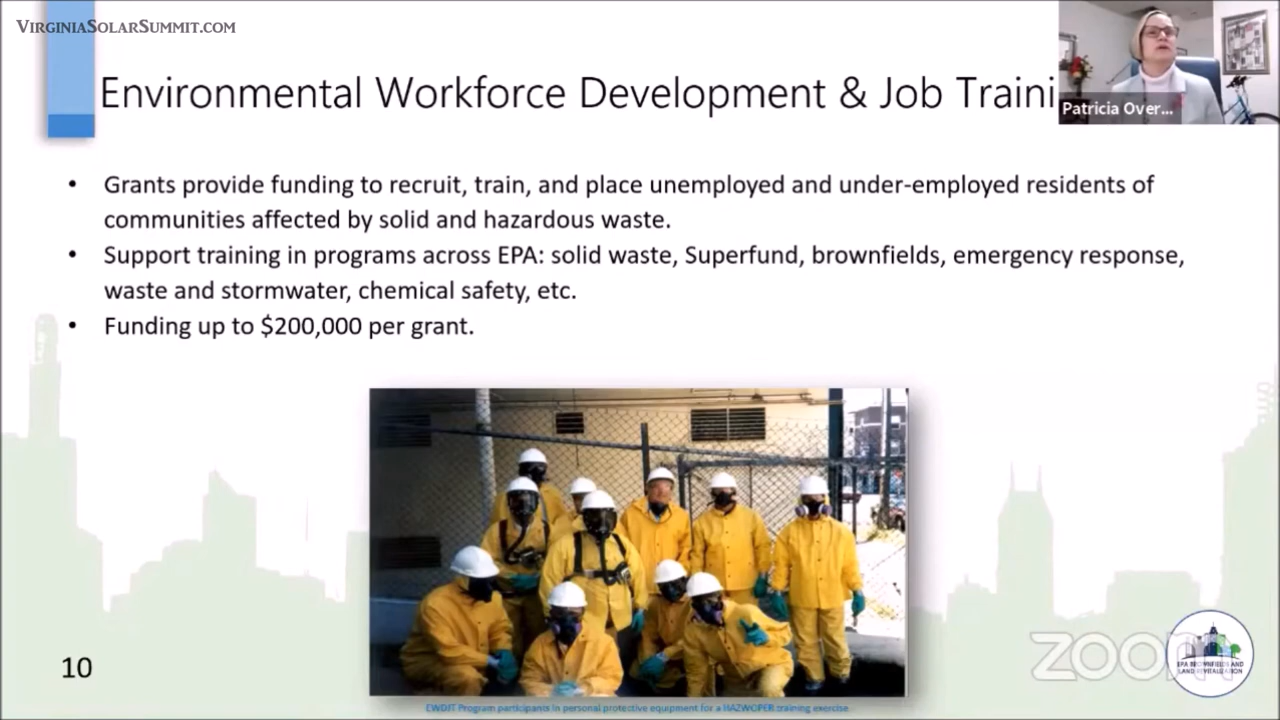 VirginiaSolarSummit.com
Environmental Workforce Development & Job Traini
Patricia Over...
• Grants provide funding to recruit, train, and place unemployed and under-employed residents of
communities affected by solid and hazardous waste.
• Support training in programs across EPA: solid waste, Superfund, brownfields, emergency response,
waste and stormwater, chemical safety, etc.
• Funding up to $200,000 per grant.
10
zoom
EPA BROWNFIELDS AND
LAND REVITALIZATION
EWDJT Program participants in personal protective equipment for a HAZWOPER training exercise